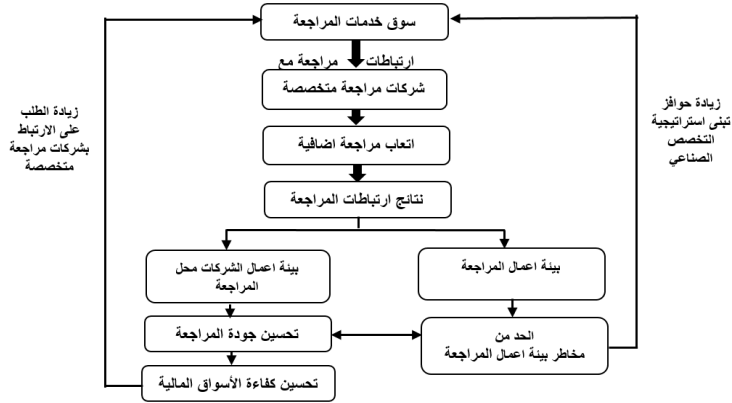 سوق خدمات المراجعة
ارتباطات مراجعة مع
شركات مراجعة متخصصة
اتعاب مراجعة اضافية
نتائج ارتباطات المراجعة
زيادة حوافز
تبنى استراتيجية
التخصص
الصناعي
زيادة الطلب
على الارتباط
بشركات مراجعة
متخصصة
بيئة اعمال المراجعة
بيئة اعمال الشركات محل
المراجعة
الحد من
مخاطر بيئة اعمال المراجعة
تحسين جودة المراجعة
تحسين كفاءة الأسواق المالية